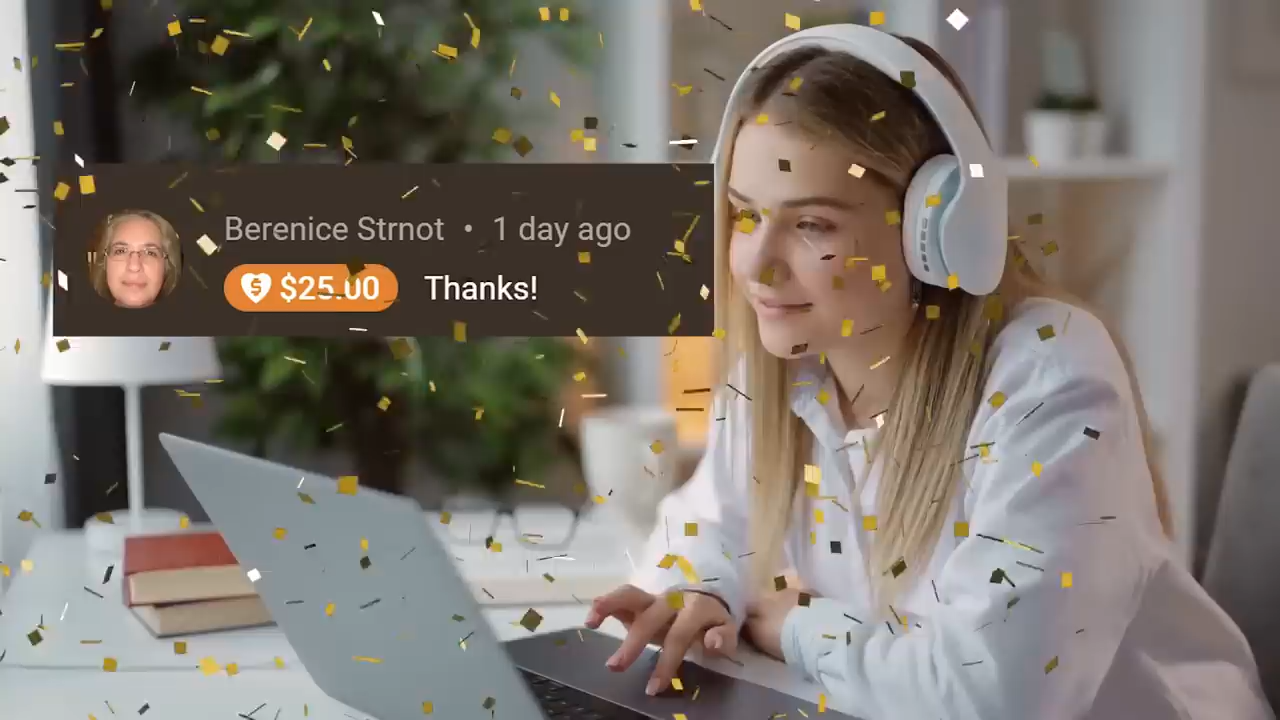 Berenice Strnot • 1 day ago
$25.00 Thanks!